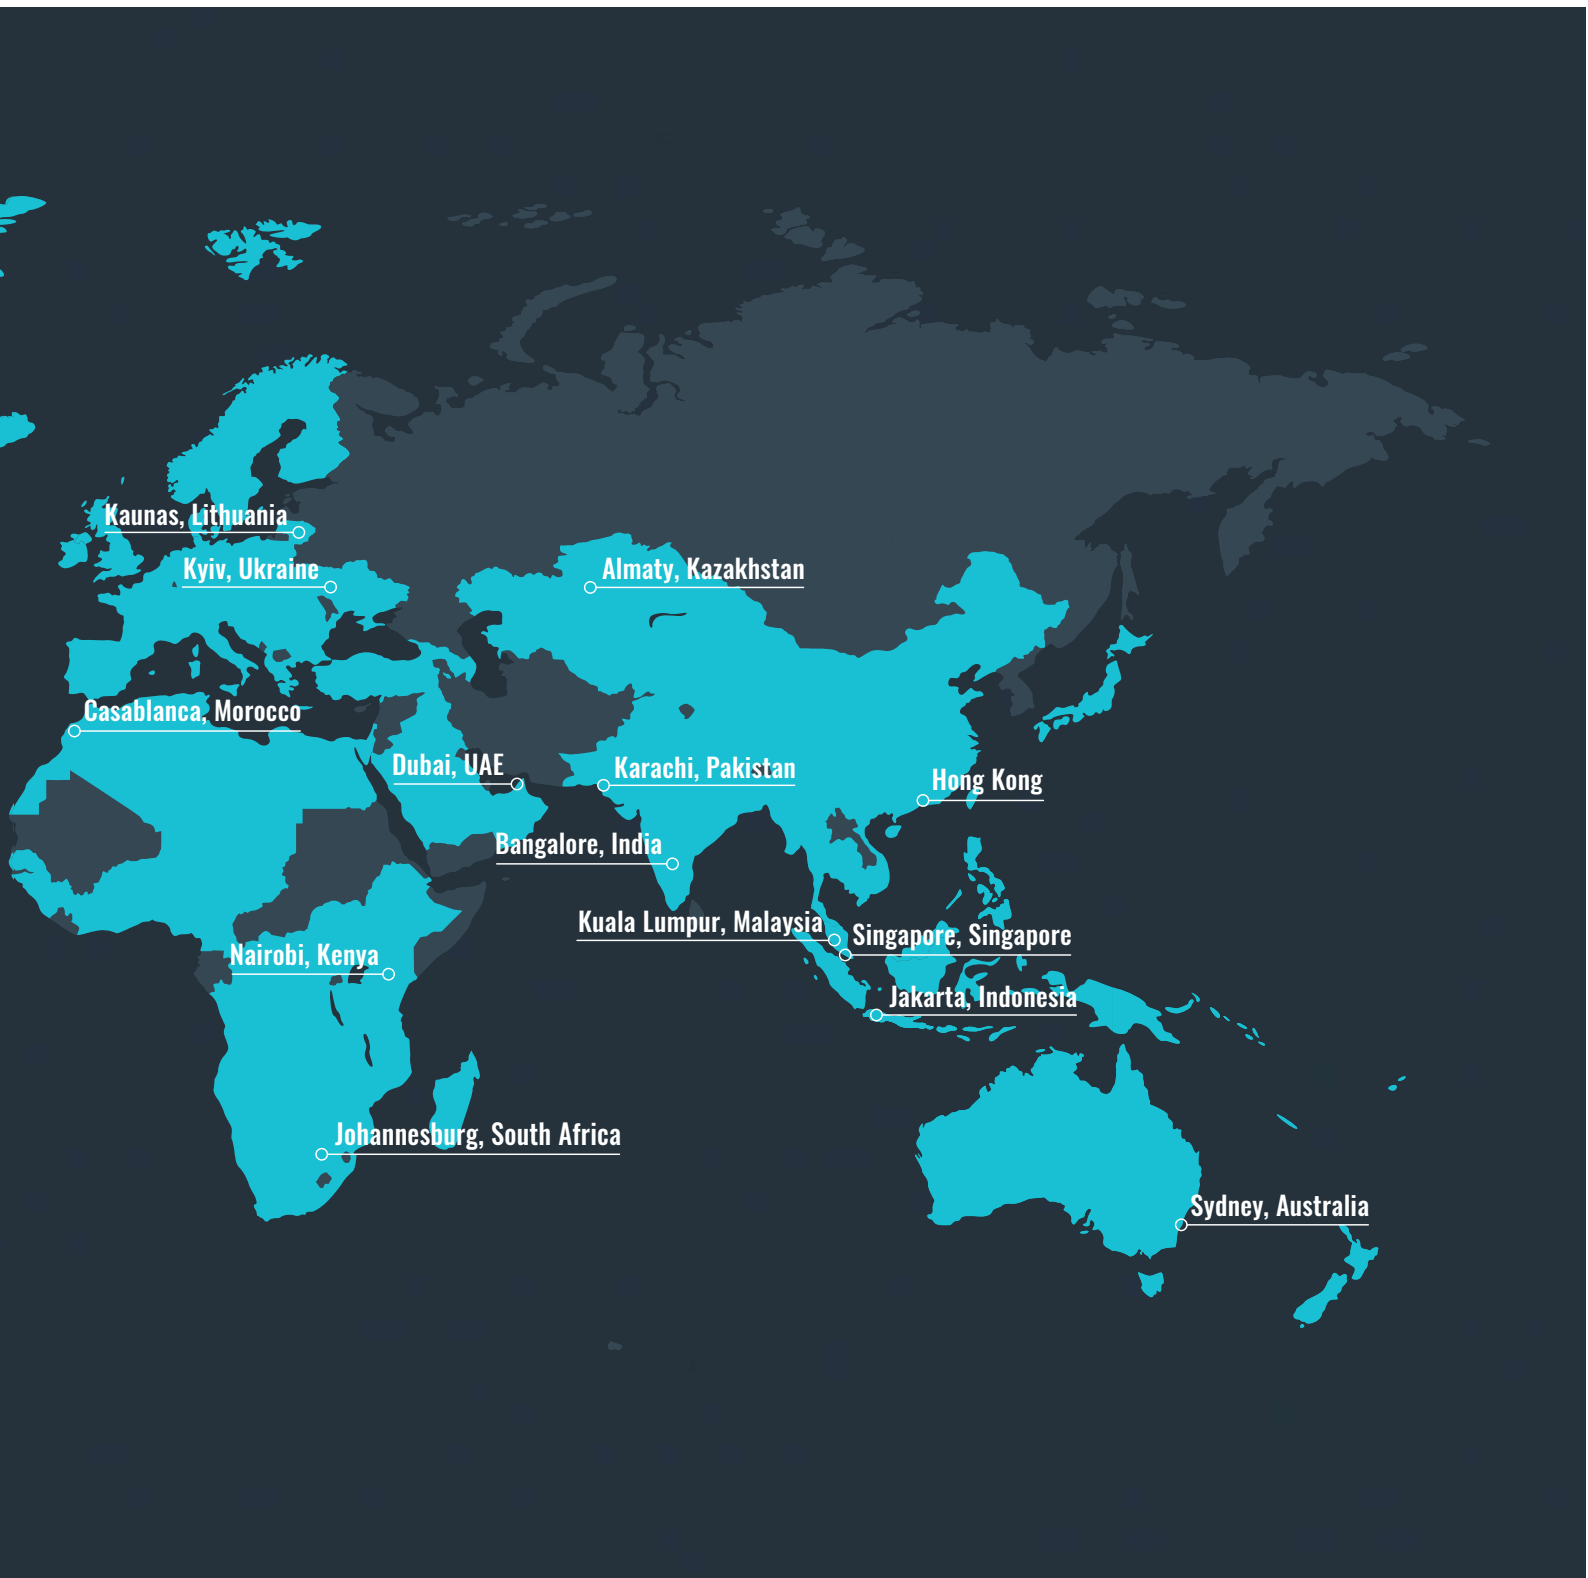 Kaunas, Lithuania
Kyiv, Ukraine
Almaty, Kazakhstan
Casablanca, Morocco
Dubai, UAE
Karachi, Pakistan
Hong Kong
Bangalore, India
Kuala Lumpur, Malaysia
Singapore, Singapore
Nairobi, Kenya
Jakarta, Indonesia
Johannesburg, South Africa
Sydney, Australia